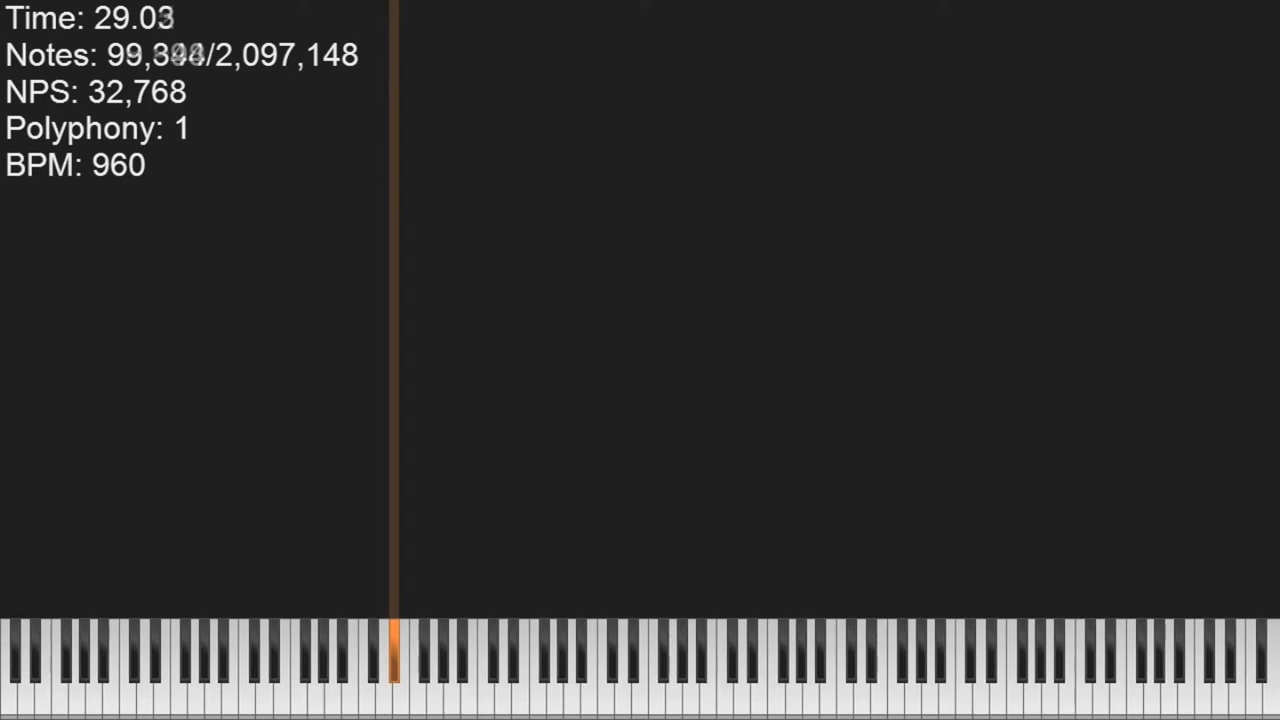 Time: 29.03
Notes: /2,097,148
NPS: 32,768
Polyphony: 1
BPM: 960